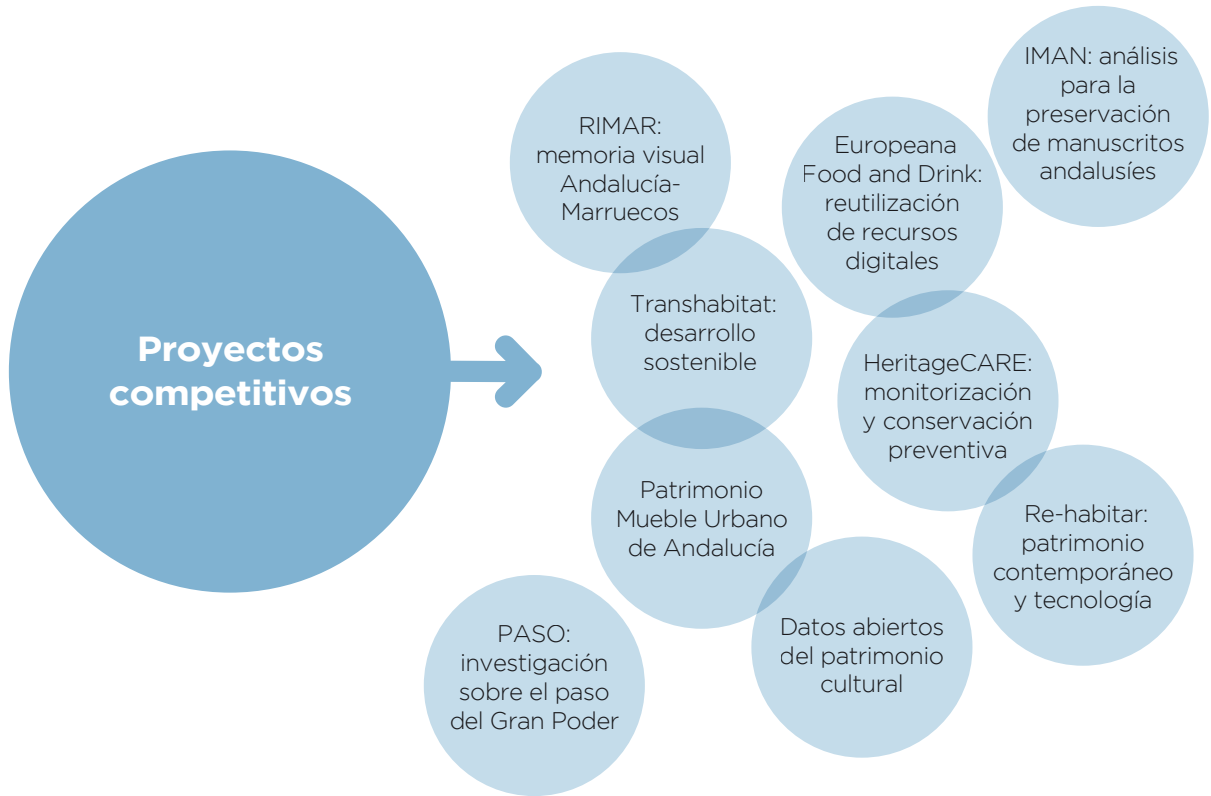 Proyectos
competitivos
RIMAR:
memoria visual
Andalucía-
Marruecos
Europeana
Food and Drink:
reutilización
de recursos
digitales
IMAN: análisis
para la
preservación
de manuscritos
andalusíes
Transhabitat:
desarrollo
sostenible
HeritageCARE:
monitorización
y conservación
preventiva
Patrimonio
Mueble Urbano
de Andalucía
Re-habitar:
patrimonio
contemporáneo
y tecnología
PASO:
investigación
sobre el paso
del Gran Poder
Datos abiertos
del patrimonio
cultural